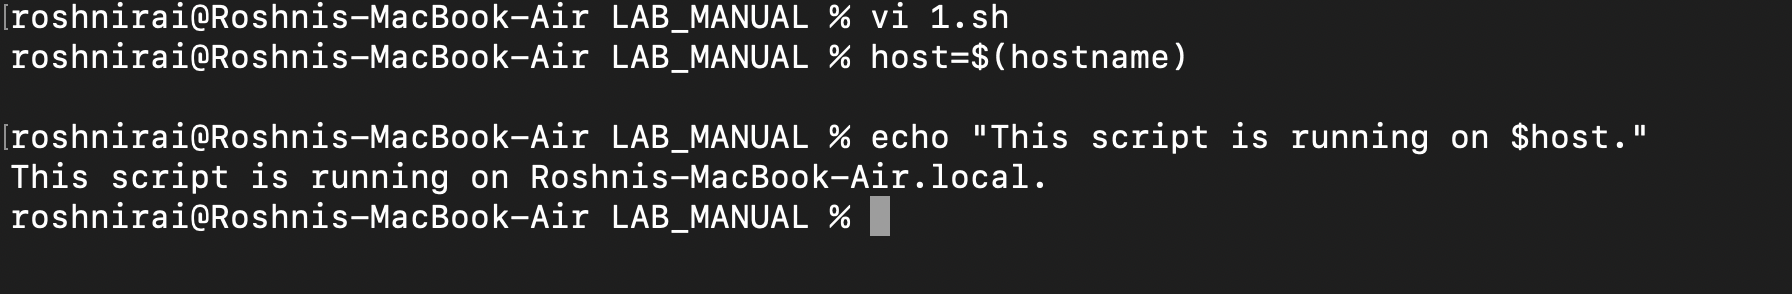 [roshnirai@Roshnis-MacBook-Air LAB_MANUAL % vi 1.sh
roshnirai@Roshnis-MacBook-Air LAB_MANUAL % host=$(hostname)
[roshnirai@Roshnis-MacBook-Air LAB_MANUAL % echo "This script is running on $host."
This script is running on Roshnis-MacBook-Air.local.
roshnirai@Roshnis-MacBook-Air LAB_MANUAL %